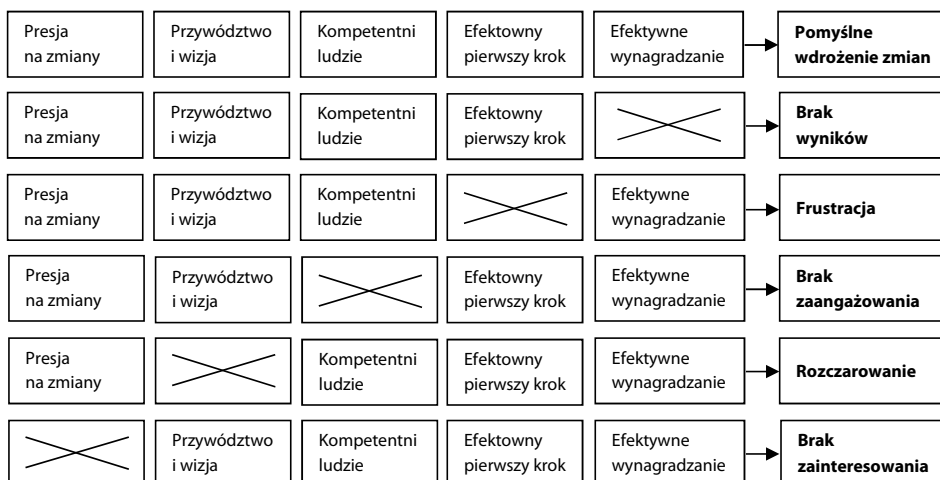 Presja
na zmiany
Przywództwo
i wizja
Kompetentni
ludzie
Efektowny
pierwszy krok
Efektywne
wynagradzanie
Pomyślne
wdrożenie zmian
Presja
na zmiany
Przywództwo
i wizja
Kompetentni
ludzie
Efektowny
pierwszy krok
Brak
wyników
Presja
na zmiany
Przywództwo
i wizja
Kompetentni
ludzie
Efektywne
wynagradzanie
Frustracja
Presja
na zmiany
Przywództwo
i wizja
Efektowny
pierwszy krok
Efektywne
wynagradzanie
Brak
zaangażowania
Presja
na zmiany
Kompetentni
ludzie
Efektowny
pierwszy krok
Efektywne
wynagradzanie
Rozczarowanie
Przywództwo
i wizja
Kompetentni
ludzie
Efektowny
pierwszy krok
Efektywne
wynagradzanie
Brak
zainteresowania